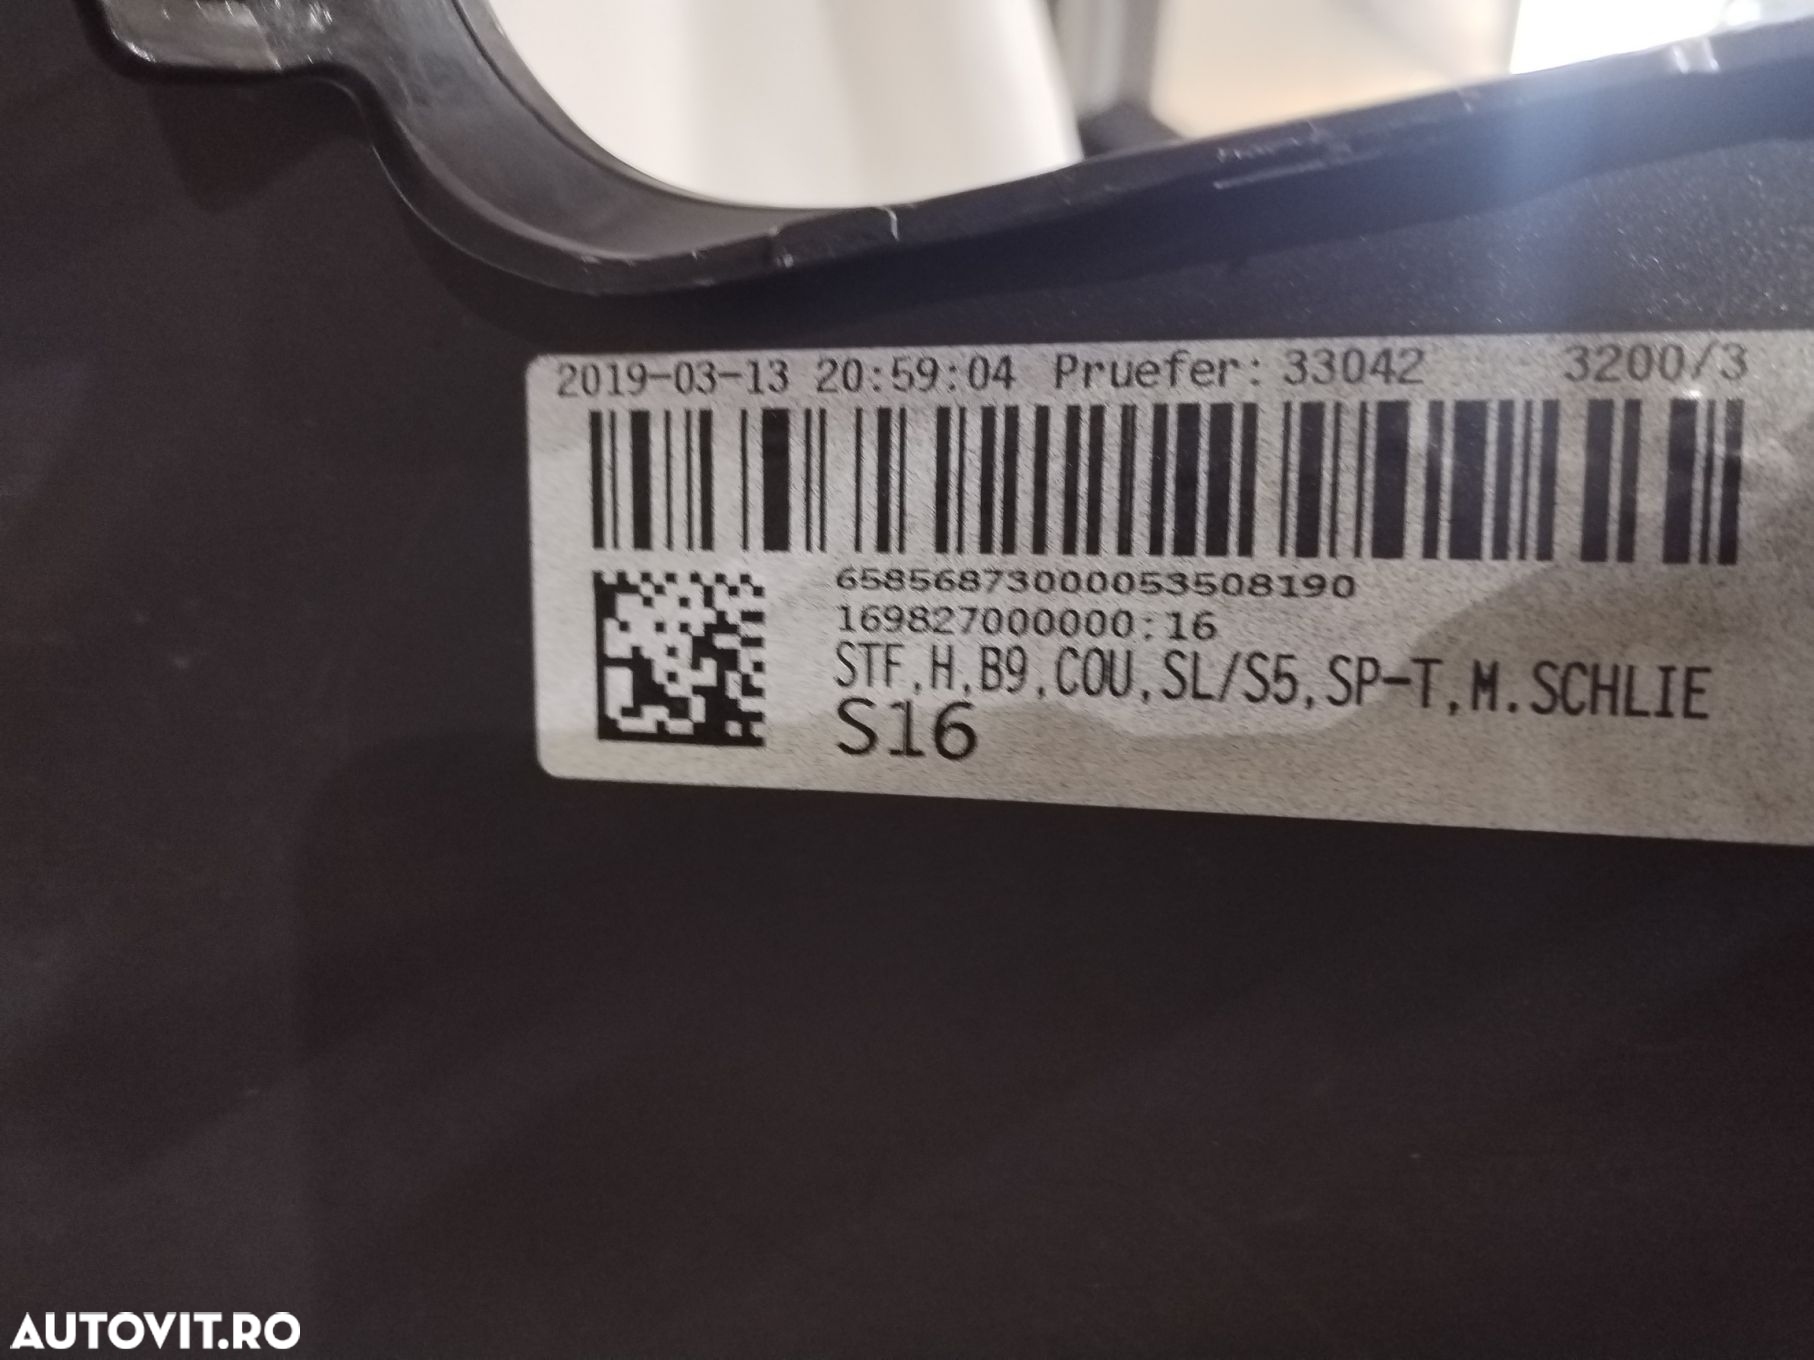 2019-03-13 20:59:04 Pruefer: 33042 3200/3
65856873000053508190
169827000000:16
STF,H,B9,COU,SL/S5,SP-T,M.SCHLIE
S16
AUTOVIT.RO